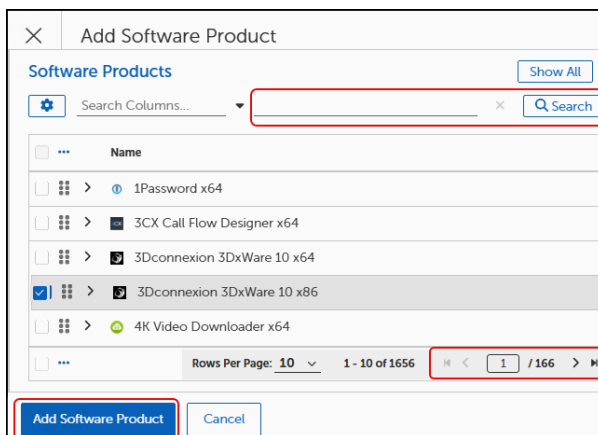 Add Software Product
Software Products
Show All
Search Columns...
Search
Name
1Password x64
3CX Call Flow Designer x64
3Dconnexion 3DxWare 10 x64
3Dconnexion 3DxWare 10 x86
4K Video Downloader x64
Rows Per Page: 10 1 - 10 of 1656 1 / 166
Add Software Product Cancel